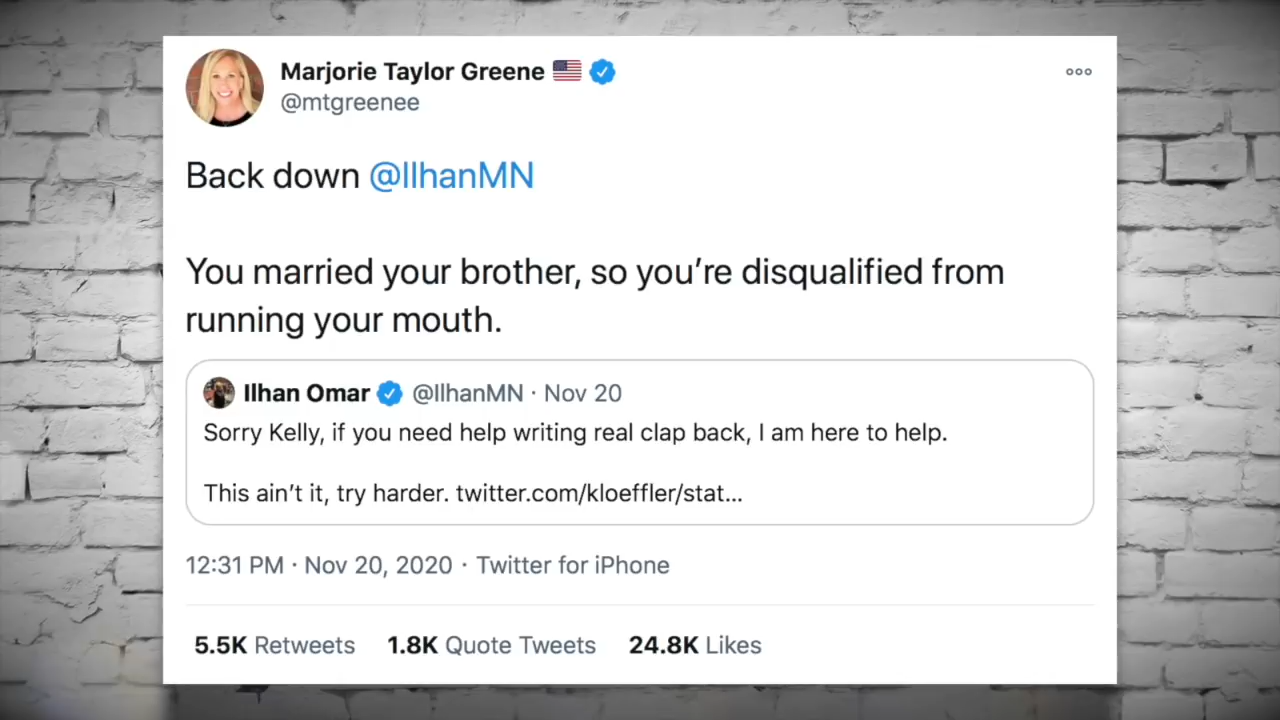 Marjorie Taylor Greene 🇺🇸
@mtgreenee
Back down @IlhanMN
You married your brother, so you’re disqualified from
running your mouth.
Ilhan Omar @IlhanMN · Nov 20
Sorry Kelly, if you need help writing real clap back, I am here to help.
This ain’t it, try harder. twitter.com/kloeffler/stat...
12:31 PM · Nov 20, 2020 · Twitter for iPhone
5.5K Retweets 1.8K Quote Tweets 24.8K Likes